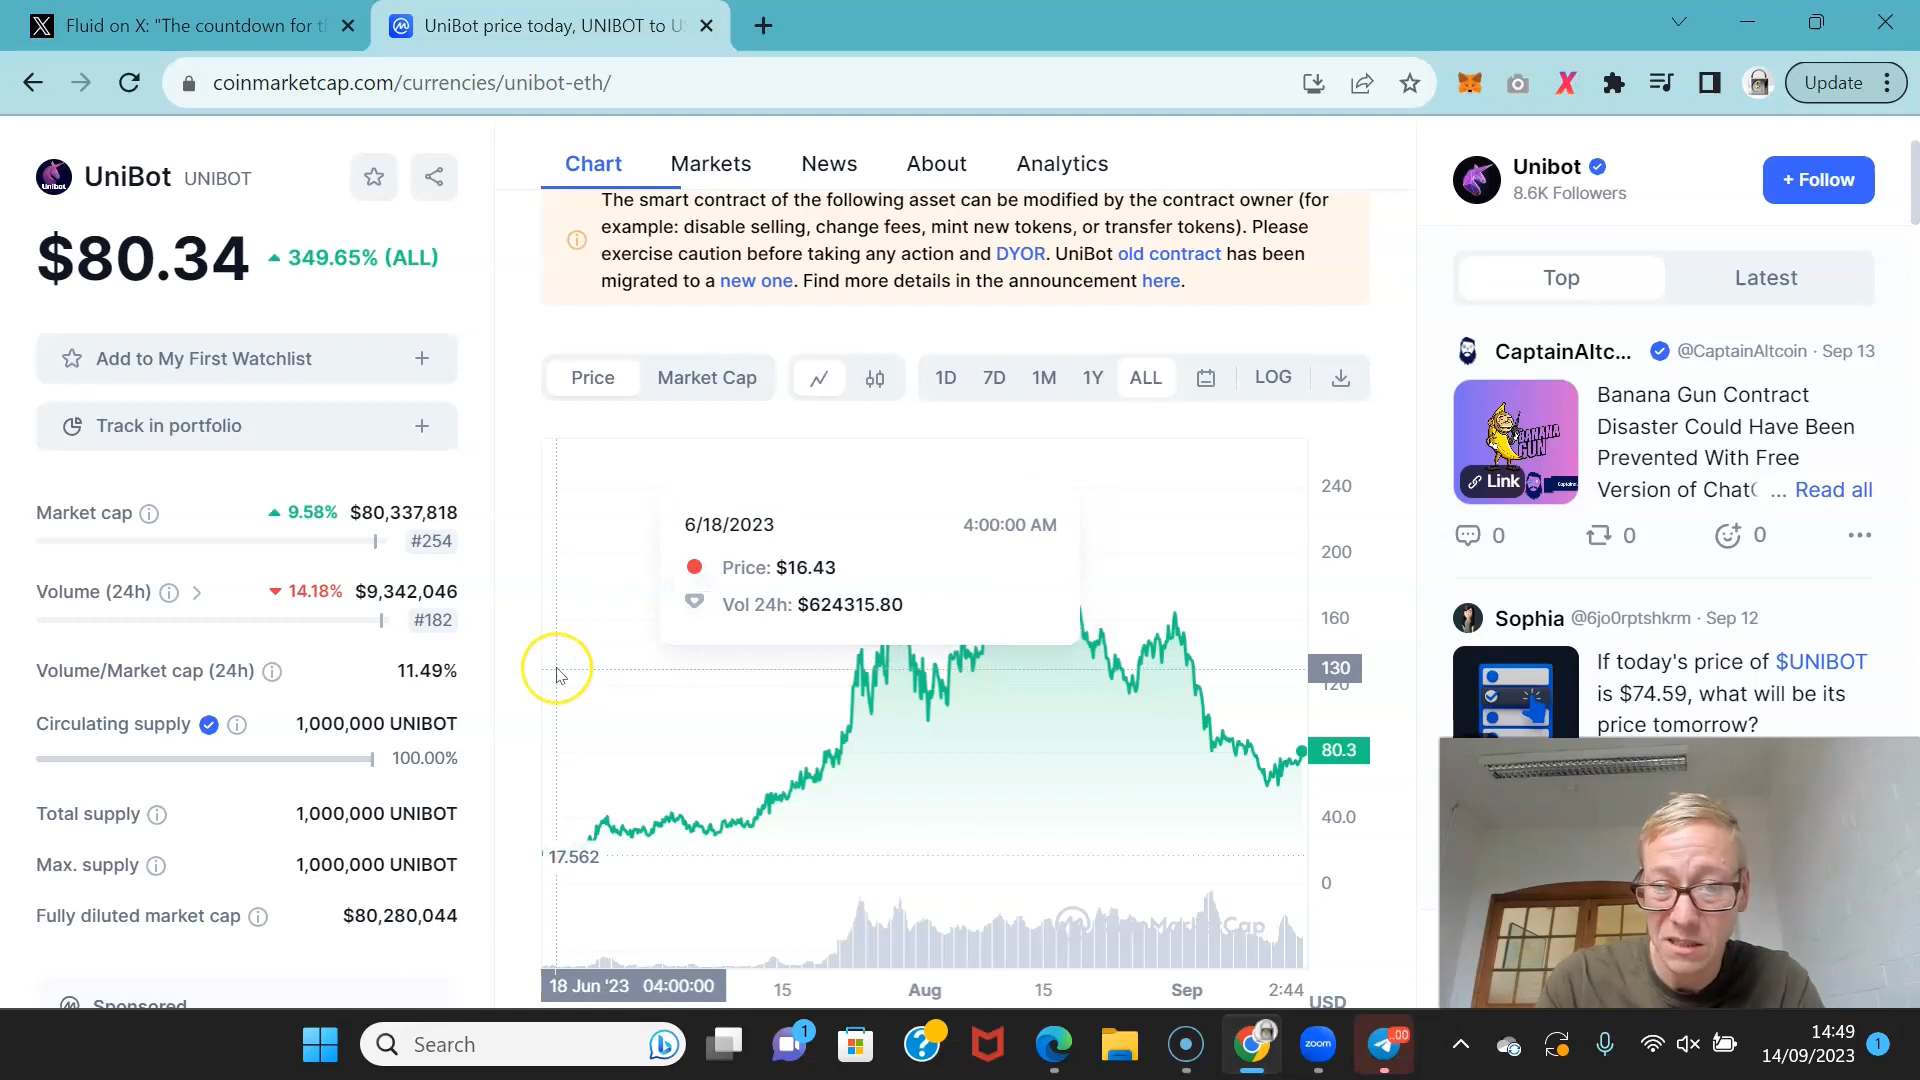 Fluid on X: "The countdown for t
UniBot price today, UNIBOT to U
coinmarketcap.com/currencies/unibot-eth/
Update
UniBot UNIBOT
$80.34 349.65% (ALL)
Add to My First Watchlist
Track in portfolio
Market cap 9.58% $80,337,818
#254
Volume (24h) 14.18% $9,342,046
#182
Volume/Market cap (24h) 11.49%
Circulating supply 1,000,000 UNIBOT
100.00%
Total supply 1,000,000 UNIBOT
Max. supply 1,000,000 UNIBOT
Fully diluted market cap $80,280,044
Sponsored
Chart Markets News About Analytics
The smart contract of the following asset can be modified by the contract owner (for
example: disable selling, change fees, mint new tokens, or transfer tokens). Please
exercise caution before taking any action and DYOR. UniBot old contract has been
migrated to a new one. Find more details in the announcement here.
Price Market Cap 1D 7D 1M 1Y ALL LOG
6/18/2023 4:00:00 AM
Price: $16.43
Vol 24h: $624315.80
240
200
160
130
120
80.3
40.0
0
17.562
CoinMarketCap
18 Jun '23 04:00:00 15 Aug 15 Sep 2:44
USD
Unibot
8.6K Followers
+ Follow
Top Latest
CaptainAltc... @CaptainAltcoin · Sep 13
BANANA
GUN
Link
Banana Gun Contract
Disaster Could Have Been
Prevented With Free
Version of Chat ... Read all
0 0 0
Sophia @6jo0rptshkrm · Sep 12
If today's price of $UNIBOT
is $74.59, what will be its
price tomorrow?
Search
1
zoom
.00
14:49
14/09/2023
1